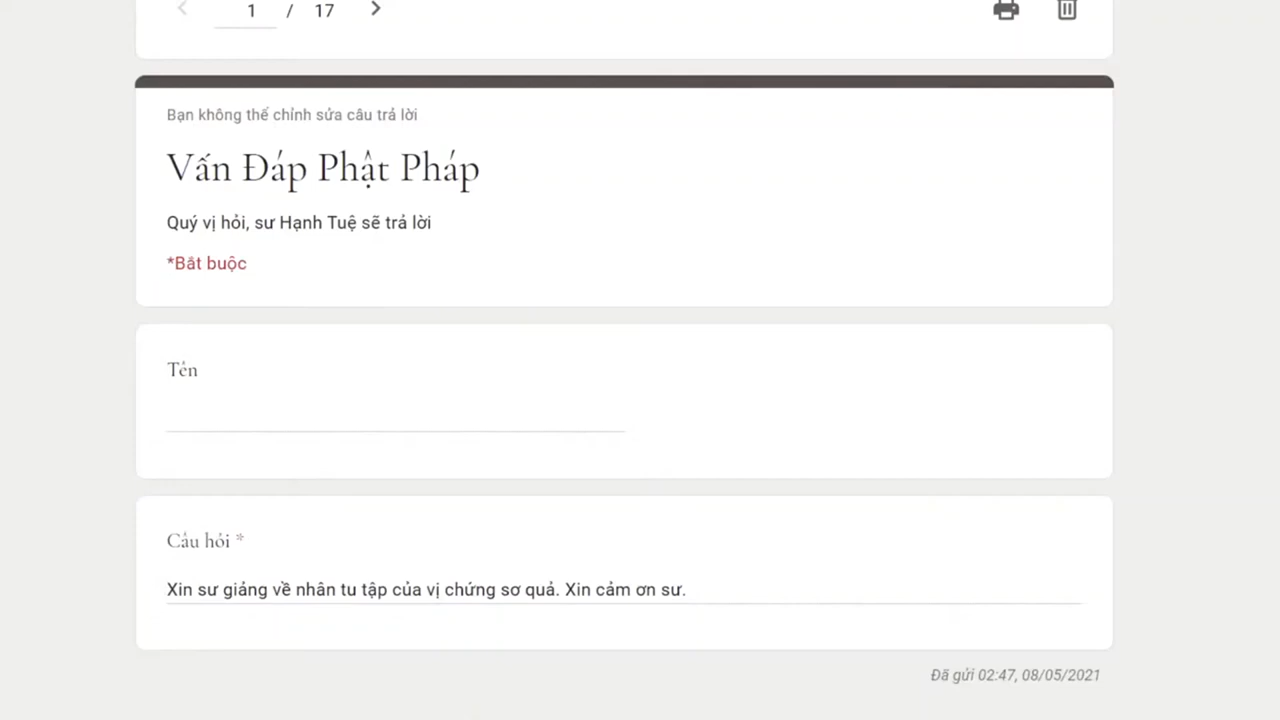 1 / 17
Bạn không thể chỉnh sửa câu trả lời
Vấn Đáp Phật Pháp
Quý vị hỏi, sư Hạnh Tuệ sẽ trả lời
*Bắt buộc
Tên
Câu hỏi *
Xin sư giảng về nhân tu tập của vị chứng sơ quả. Xin cảm ơn sư.
Đã gửi 02:47, 08/05/2021